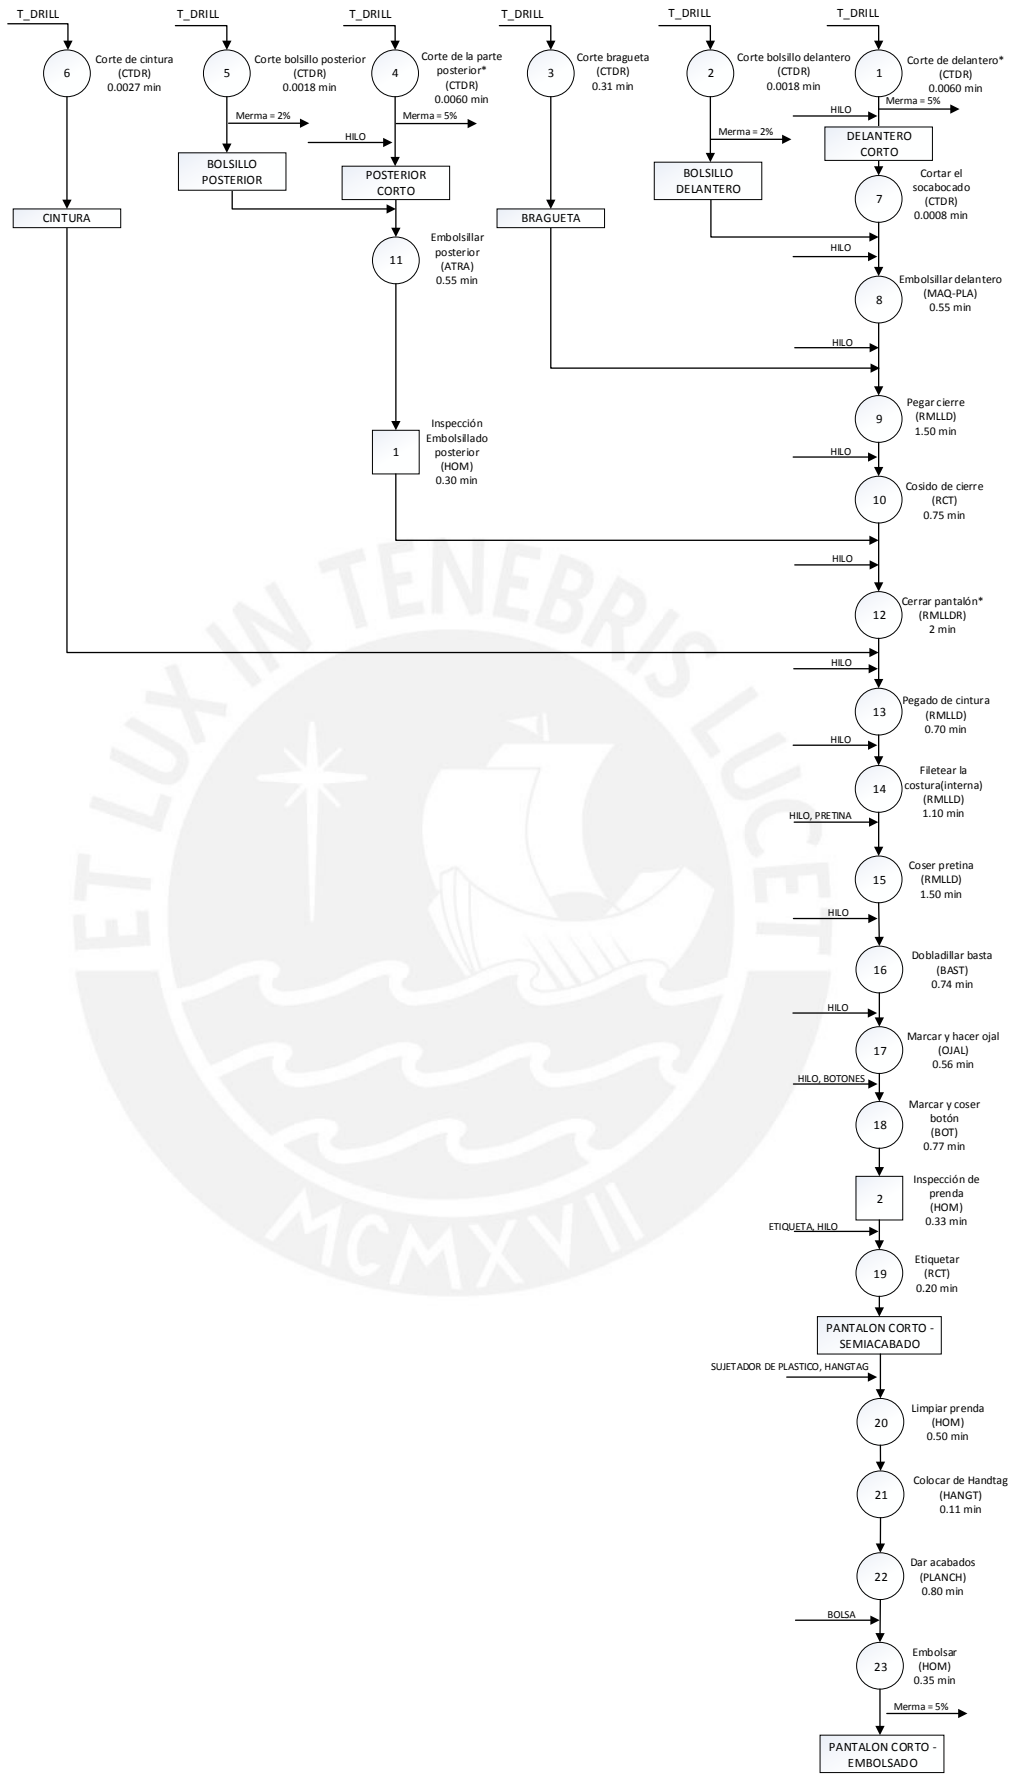 T_DRILL
T_DRILL
T_DRILL
T_DRILL
T_DRILL
T_DRILL
6
Corte de cintura
(CTDR)
0.0027 min
5
Corte bolsillo posterior
(CTDR)
0.0018 min
4
Corte de la parte
posterior*
(CTDR)
0.0060 min
3
Corte bragueta
(CTDR)
0.31 min
2
Corte bolsillo delantero
(CTDR)
0.0018 min
1
Corte de delantero*
(CTDR)
0.0060 min
Merma = 5%
HILO
Merma = 2%
Merma = 5%
HILO
Merma = 2%
DELANTERO
CORTO
BOLSILLO
POSTERIOR
POSTERIOR
CORTO
BOLSILLO
DELANTERO
7
Cortar el
socabocado
(CTDR)
0.0008 min
CINTURA
BRAGUETA
11
Embolsillar
posterior
(ATRA)
0.55 min
HILO
8
Embolsillar delantero
(MAQ-PLA)
0.55 min
HILO
9
Pegar cierre
(RMLLD)
1.50 min
1
Inspección
Embolsillado
posterior
(HOM)
0.30 min
HILO
10
Cosido de cierre
(RCT)
0.75 min
HILO
12
Cerrar pantalón*
(RMLLDR)
2 min
HILO
13
Pegado de cintura
(RMLLD)
0.70 min
HILO
14
Filetear la
costura(interna)
(RMLLD)
1.10 min
HILO, PRETINA
15
Coser pretina
(RMLLD)
1.50 min
HILO
16
Dobladillar basta
(BAST)
0.74 min
HILO
17
Marcar y hacer ojal
(OJAL)
0.56 min
HILO, BOTONES
18
Marcar y coser
botón
(BOT)
0.77 min
2
Inspección de
prenda
(HOM)
0.33 min
ETIQUETA, HILO
19
Etiquetar
(RCT)
0.20 min
PANTALON CORTO -
SEMIACABADO
SUJETADOR DE PLASTICO, HANGTAG
20
Limpiar prenda
(HOM)
0.50 min
21
Colocar de Handtag
(HANGT)
0.11 min
22
Dar acabados
(PLANCH)
0.80 min
BOLSA
23
Embolsar
(HOM)
0.35 min
Merma = 5%
PANTALON CORTO -
EMBOLSADO
ET LUX IN TENEBRIS LUCET
MCMXVII